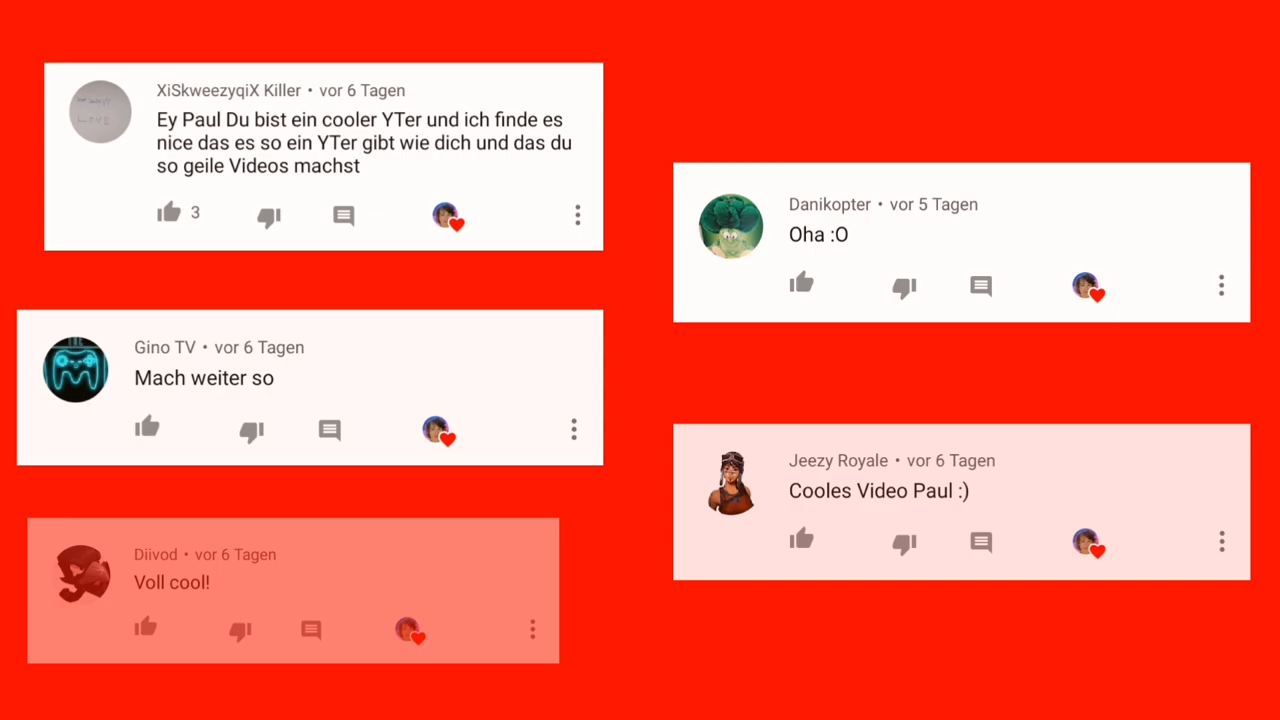 XiSkweezyqiX Killer • vor 6 Tagen
Ey Paul Du bist ein cooler YTer und ich finde es
nice das es so ein YTer gibt wie dich und das du
so geile Videos machst
3
Gino TV • vor 6 Tagen
Mach weiter so
Diivod • vor 6 Tagen
Voll cool!
Danikopter • vor 5 Tagen
Oha :O
Jeezy Royale • vor 6 Tagen
Cooles Video Paul :)